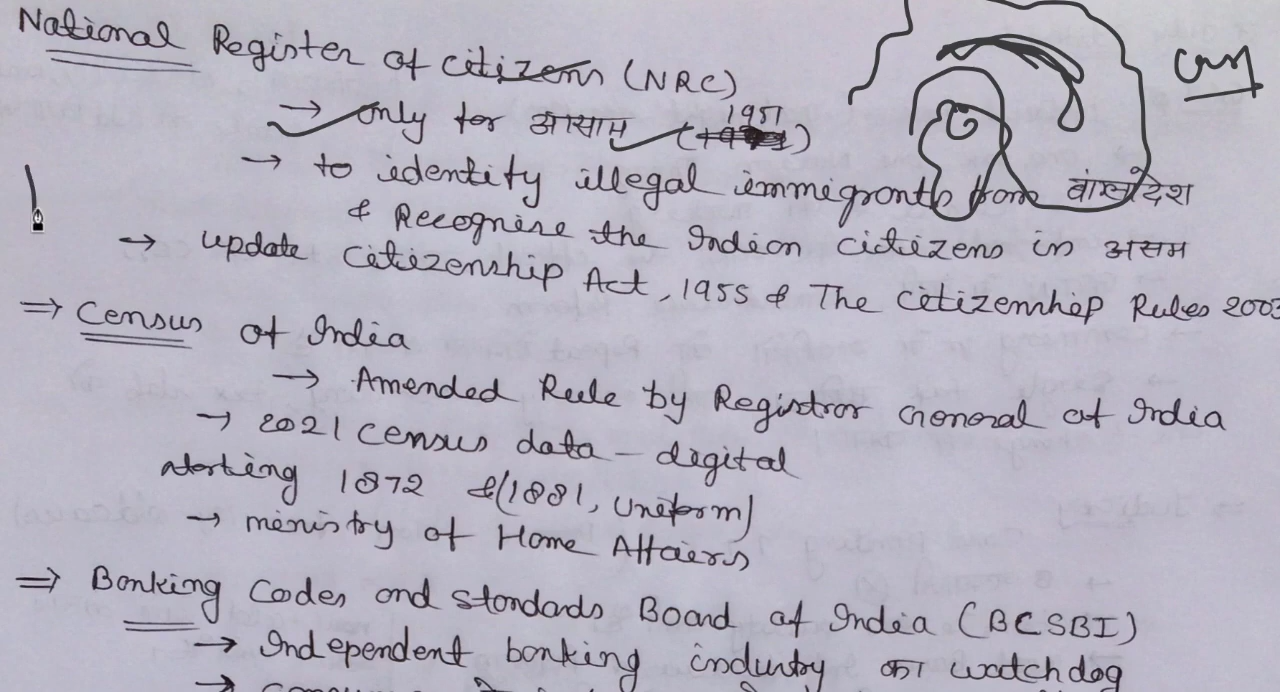 National Register of citizens (NRC)
→ only for आसाम (1951)
→ to identity illegal immigrants from बांग्लादेश
& Recognise the Indian citizens in असम
→ update citizenship Act, 1955 & The citizenship Rules 2003
⇒ Census of India
→ Amended Rule by Registrar General of India
→ 2021 census data - digital
starting 1872 & (1881, uniform)
→ ministry of Home Affairs
⇒ Banking Codes and standards Board of India (BCSBI)
→ Independent banking industry का watchdog